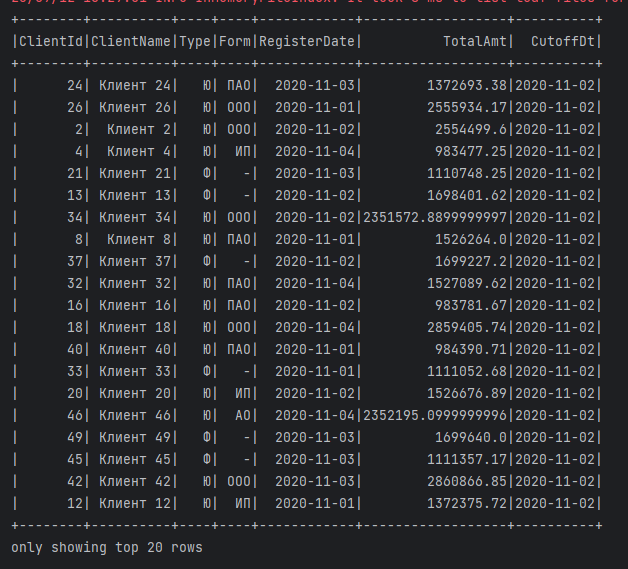 +--------+----------+----+----+------------+------------------+----------+
|ClientId|ClientName|Type|Form|RegisterDate|          TotalAmt|  CutoffDt|
+--------+----------+----+----+------------+------------------+----------+
|      24| Клиент 24|   Ю| ПАО|  2020-11-03|        1372693.38|2020-11-02|
|      26| Клиент 26|   Ю| ООО|  2020-11-01|        2555934.17|2020-11-02|
|       2|  Клиент 2|   Ю| ООО|  2020-11-02|         2554499.6|2020-11-02|
|       4|  Клиент 4|   Ю|  ИП|  2020-11-04|         983477.25|2020-11-02|
|      21| Клиент 21|   Ф|   -|  2020-11-03|        1110748.25|2020-11-02|
|      13| Клиент 13|   Ф|   -|  2020-11-02|        1698401.62|2020-11-02|
|      34| Клиент 34|   Ю| ООО|  2020-11-02|2351572.8899999997|2020-11-02|
|       8|  Клиент 8|   Ю| ПАО|  2020-11-01|         1526264.0|2020-11-02|
|      37| Клиент 37|   Ф|   -|  2020-11-02|         1699227.2|2020-11-02|
|      32| Клиент 32|   Ю| ПАО|  2020-11-04|        1527089.62|2020-11-02|
|      16| Клиент 16|   Ю| ПАО|  2020-11-02|         983781.67|2020-11-02|
|      18| Клиент 18|   Ю| ООО|  2020-11-04|        2859405.74|2020-11-02|
|      40| Клиент 40|   Ю| ПАО|  2020-11-01|         984390.71|2020-11-02|
|      33| Клиент 33|   Ф|   -|  2020-11-01|        1111052.68|2020-11-02|
|      20| Клиент 20|   Ю|  ИП|  2020-11-02|        1526676.89|2020-11-02|
|      46| Клиент 46|   Ю|  АО|  2020-11-04|2352195.0999999996|2020-11-02|
|      49| Клиент 49|   Ф|   -|  2020-11-03|         1699640.0|2020-11-02|
|      45| Клиент 45|   Ф|   -|  2020-11-03|        1111357.17|2020-11-02|
|      42| Клиент 42|   Ю| ООО|  2020-11-03|        2860866.85|2020-11-02|
|      12| Клиент 12|   Ю|  ИП|  2020-11-01|        1372375.72|2020-11-02|
+--------+----------+----+----+------------+------------------+----------+
only showing top 20 rows